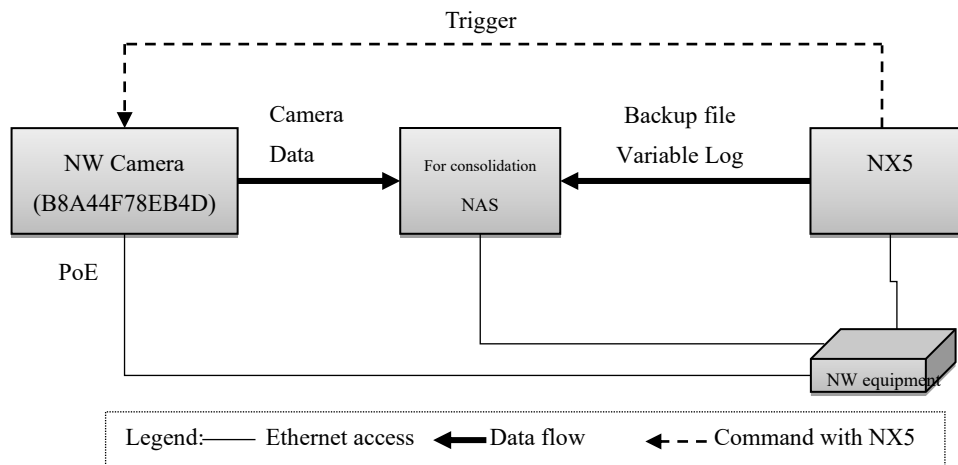 Trigger
Camera
Data
Backup file
Variable Log
NW Camera
(B8A44F78EB4D)
For consolidation
NAS
NX5
PoE
NW equipment
Legend: Ethernet access Data flow Command with NX5